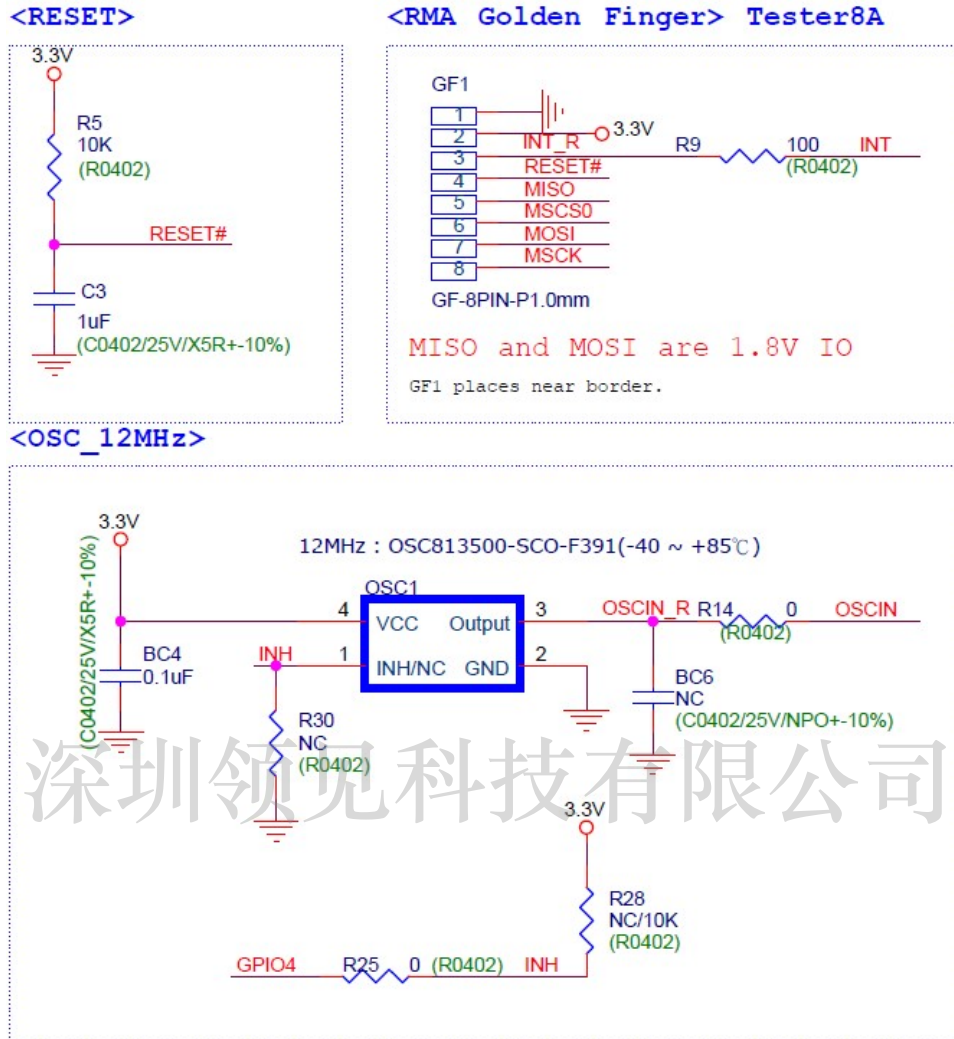 <RESET>
3.3V
R5
10K
(R0402)
RESET#
C3
1uF
(C0402/25V/X5R+-10%)
<RMA Golden Finger> Tester8A
GF1
1
2
3
4
5
6
7
8
3.3V
INT_R
RESET#
MISO
MSCS0
MOSI
MSCK
R9
100
(R0402)
INT
GF-8PIN-P1.0mm
MISO and MOSI are 1.8V IO
GF1 places near border.
<OSC_12MHz>
3.3V
(C0402/25V/X5R+-10%)
BC4
0.1uF
12MHz : OSC813500-SCO-F391(-40 ~ +85℃)
OSC1
4
VCC
Output
3
1
INH/NC
GND
2
INH
R30
NC
(R0402)
OSCIN_R
R14
0
(R0402)
OSCIN
BC6
NC
(C0402/25V/NPO+-10%)
深圳领见科技有限公司
3.3V
R28
NC/10K
(R0402)
GPIO4
R25
0
(R0402)
INH